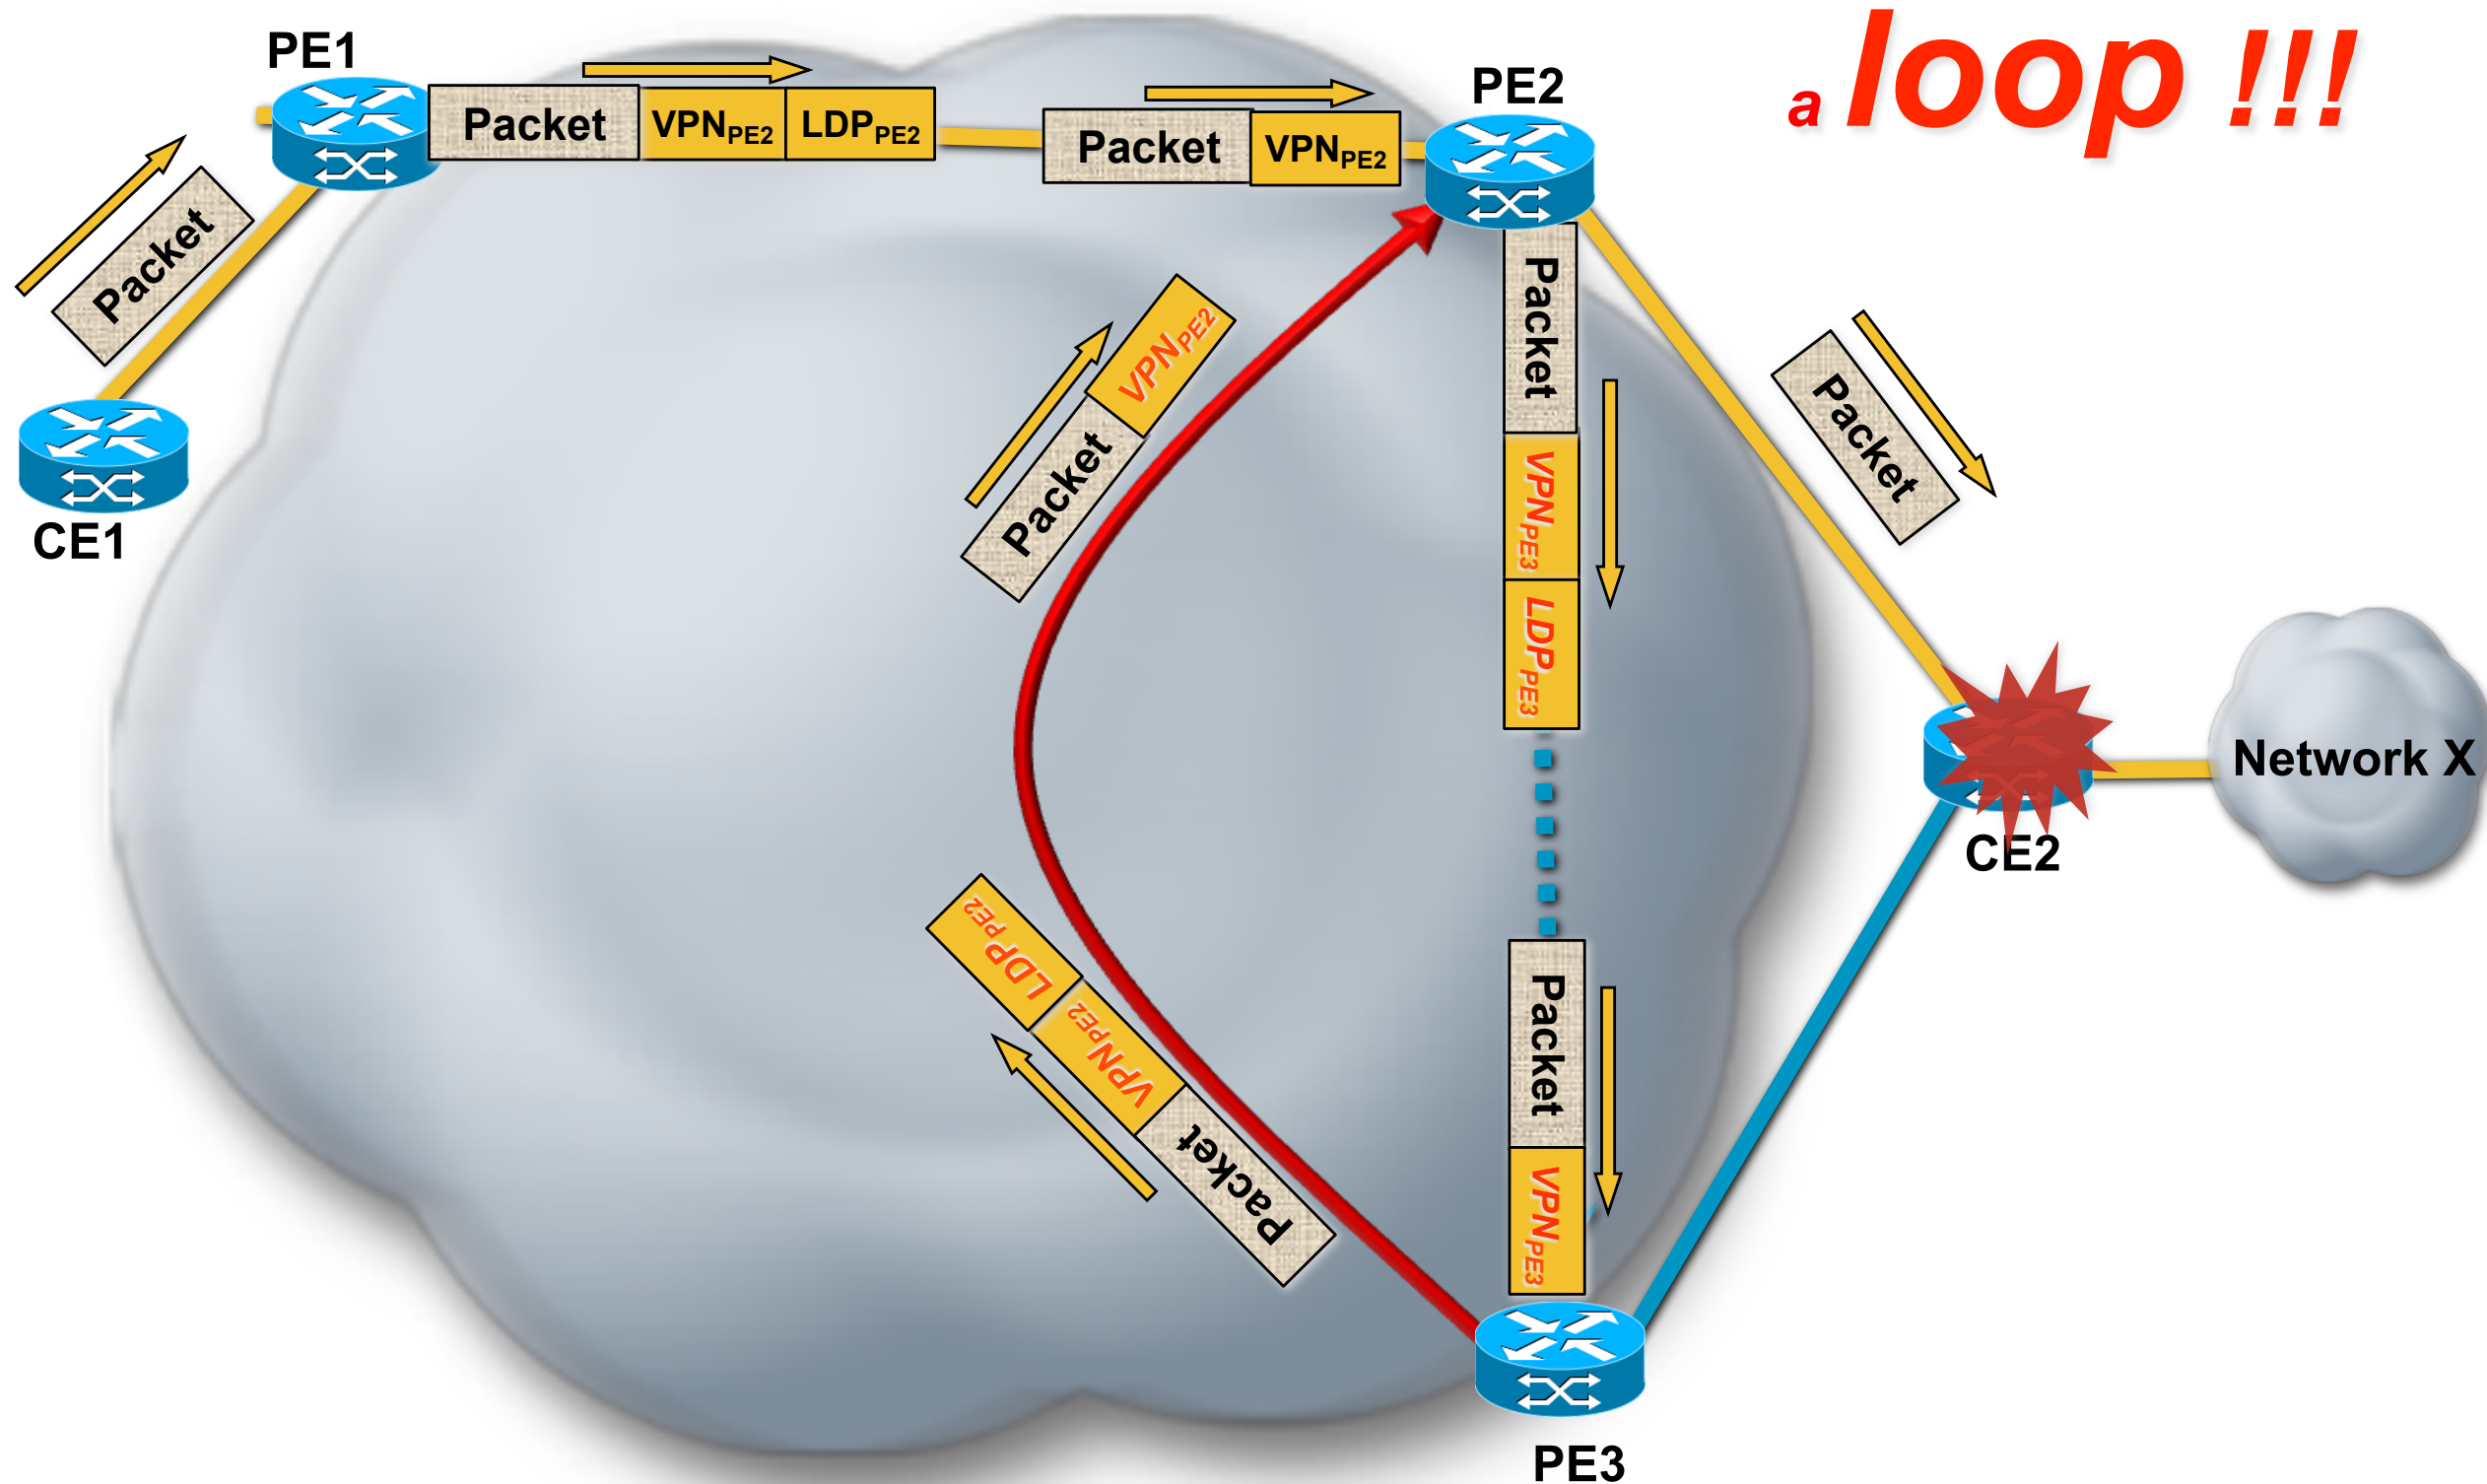 a loop !!!
PE1
PE2
Packet VPNPE2 LDPPE2
Packet VPNPE2
Packet
CE1
Packet VPNPE2
Packet VPNPE3 LDPPE3
Packet
Network X
CE2
Packet VPNPE2 LDPPE2
Packet VPNPE3
PE3